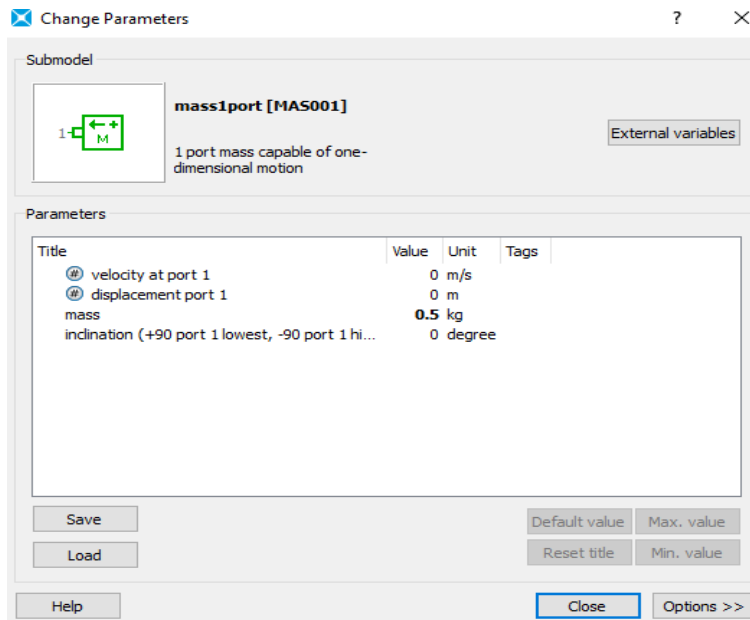 Change Parameters
?
Submodel
1
M
mass1port [MAS001]
1 port mass capable of one-
dimensional motion
External variables
Parameters
Title Value Unit Tags
# velocity at port 1 0 m/s
# displacement port 1 0 m
mass 0.5 kg
inclination (+90 port 1 lowest, -90 port 1 hi... 0 degree
Save
Default value Max. value
Load
Reset title Min. value
Help
Close Options >>